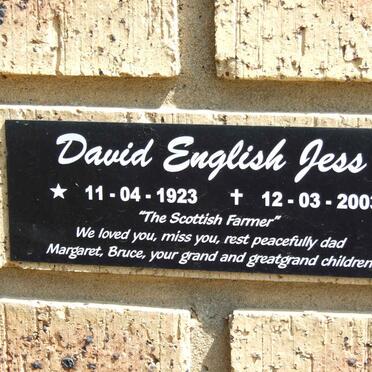 David English Jess
★ 11 - 04 - 1923 ✝ 12 - 03 - 2003
"The Scottish Farmer"
We loved you, miss you, rest peacefully dad
Margaret, Bruce, your grand and greatgrand children